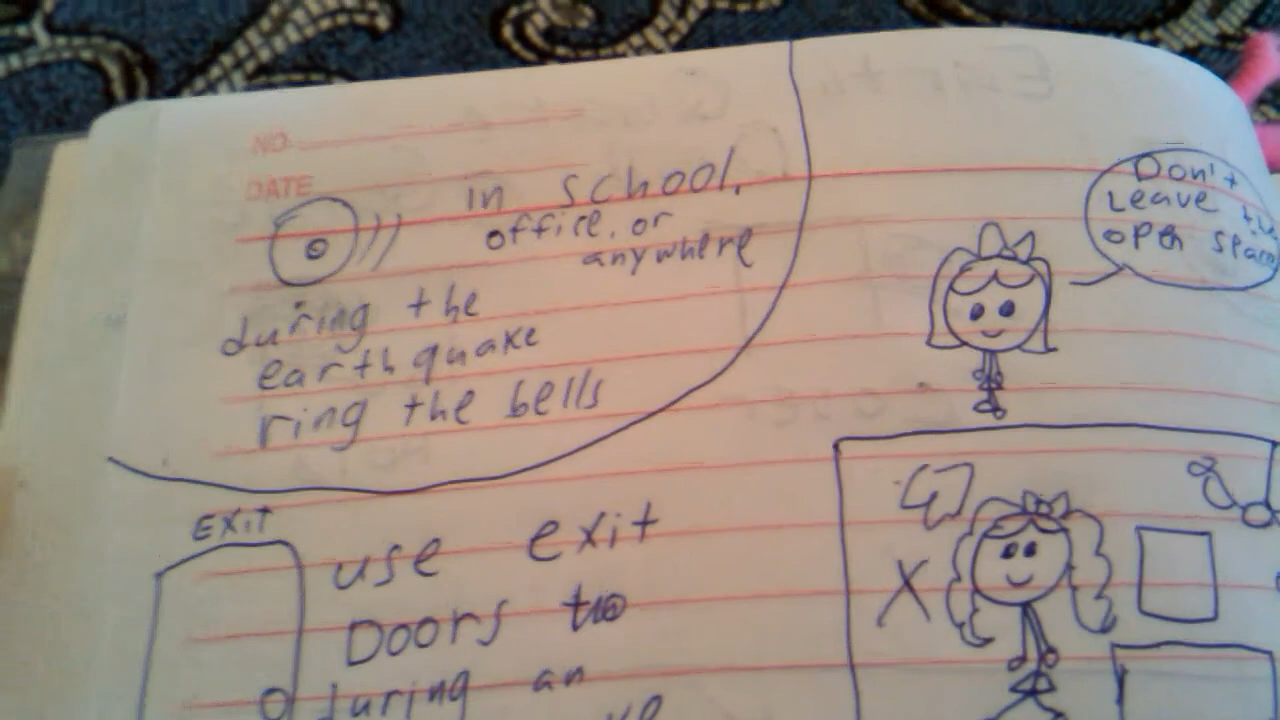 NO
DATE
in school.
office. or
anywhere
during the
earthquake
ring the bells
Don't
Leave the
open space
EXIT
use exit
Doors to
during an
X